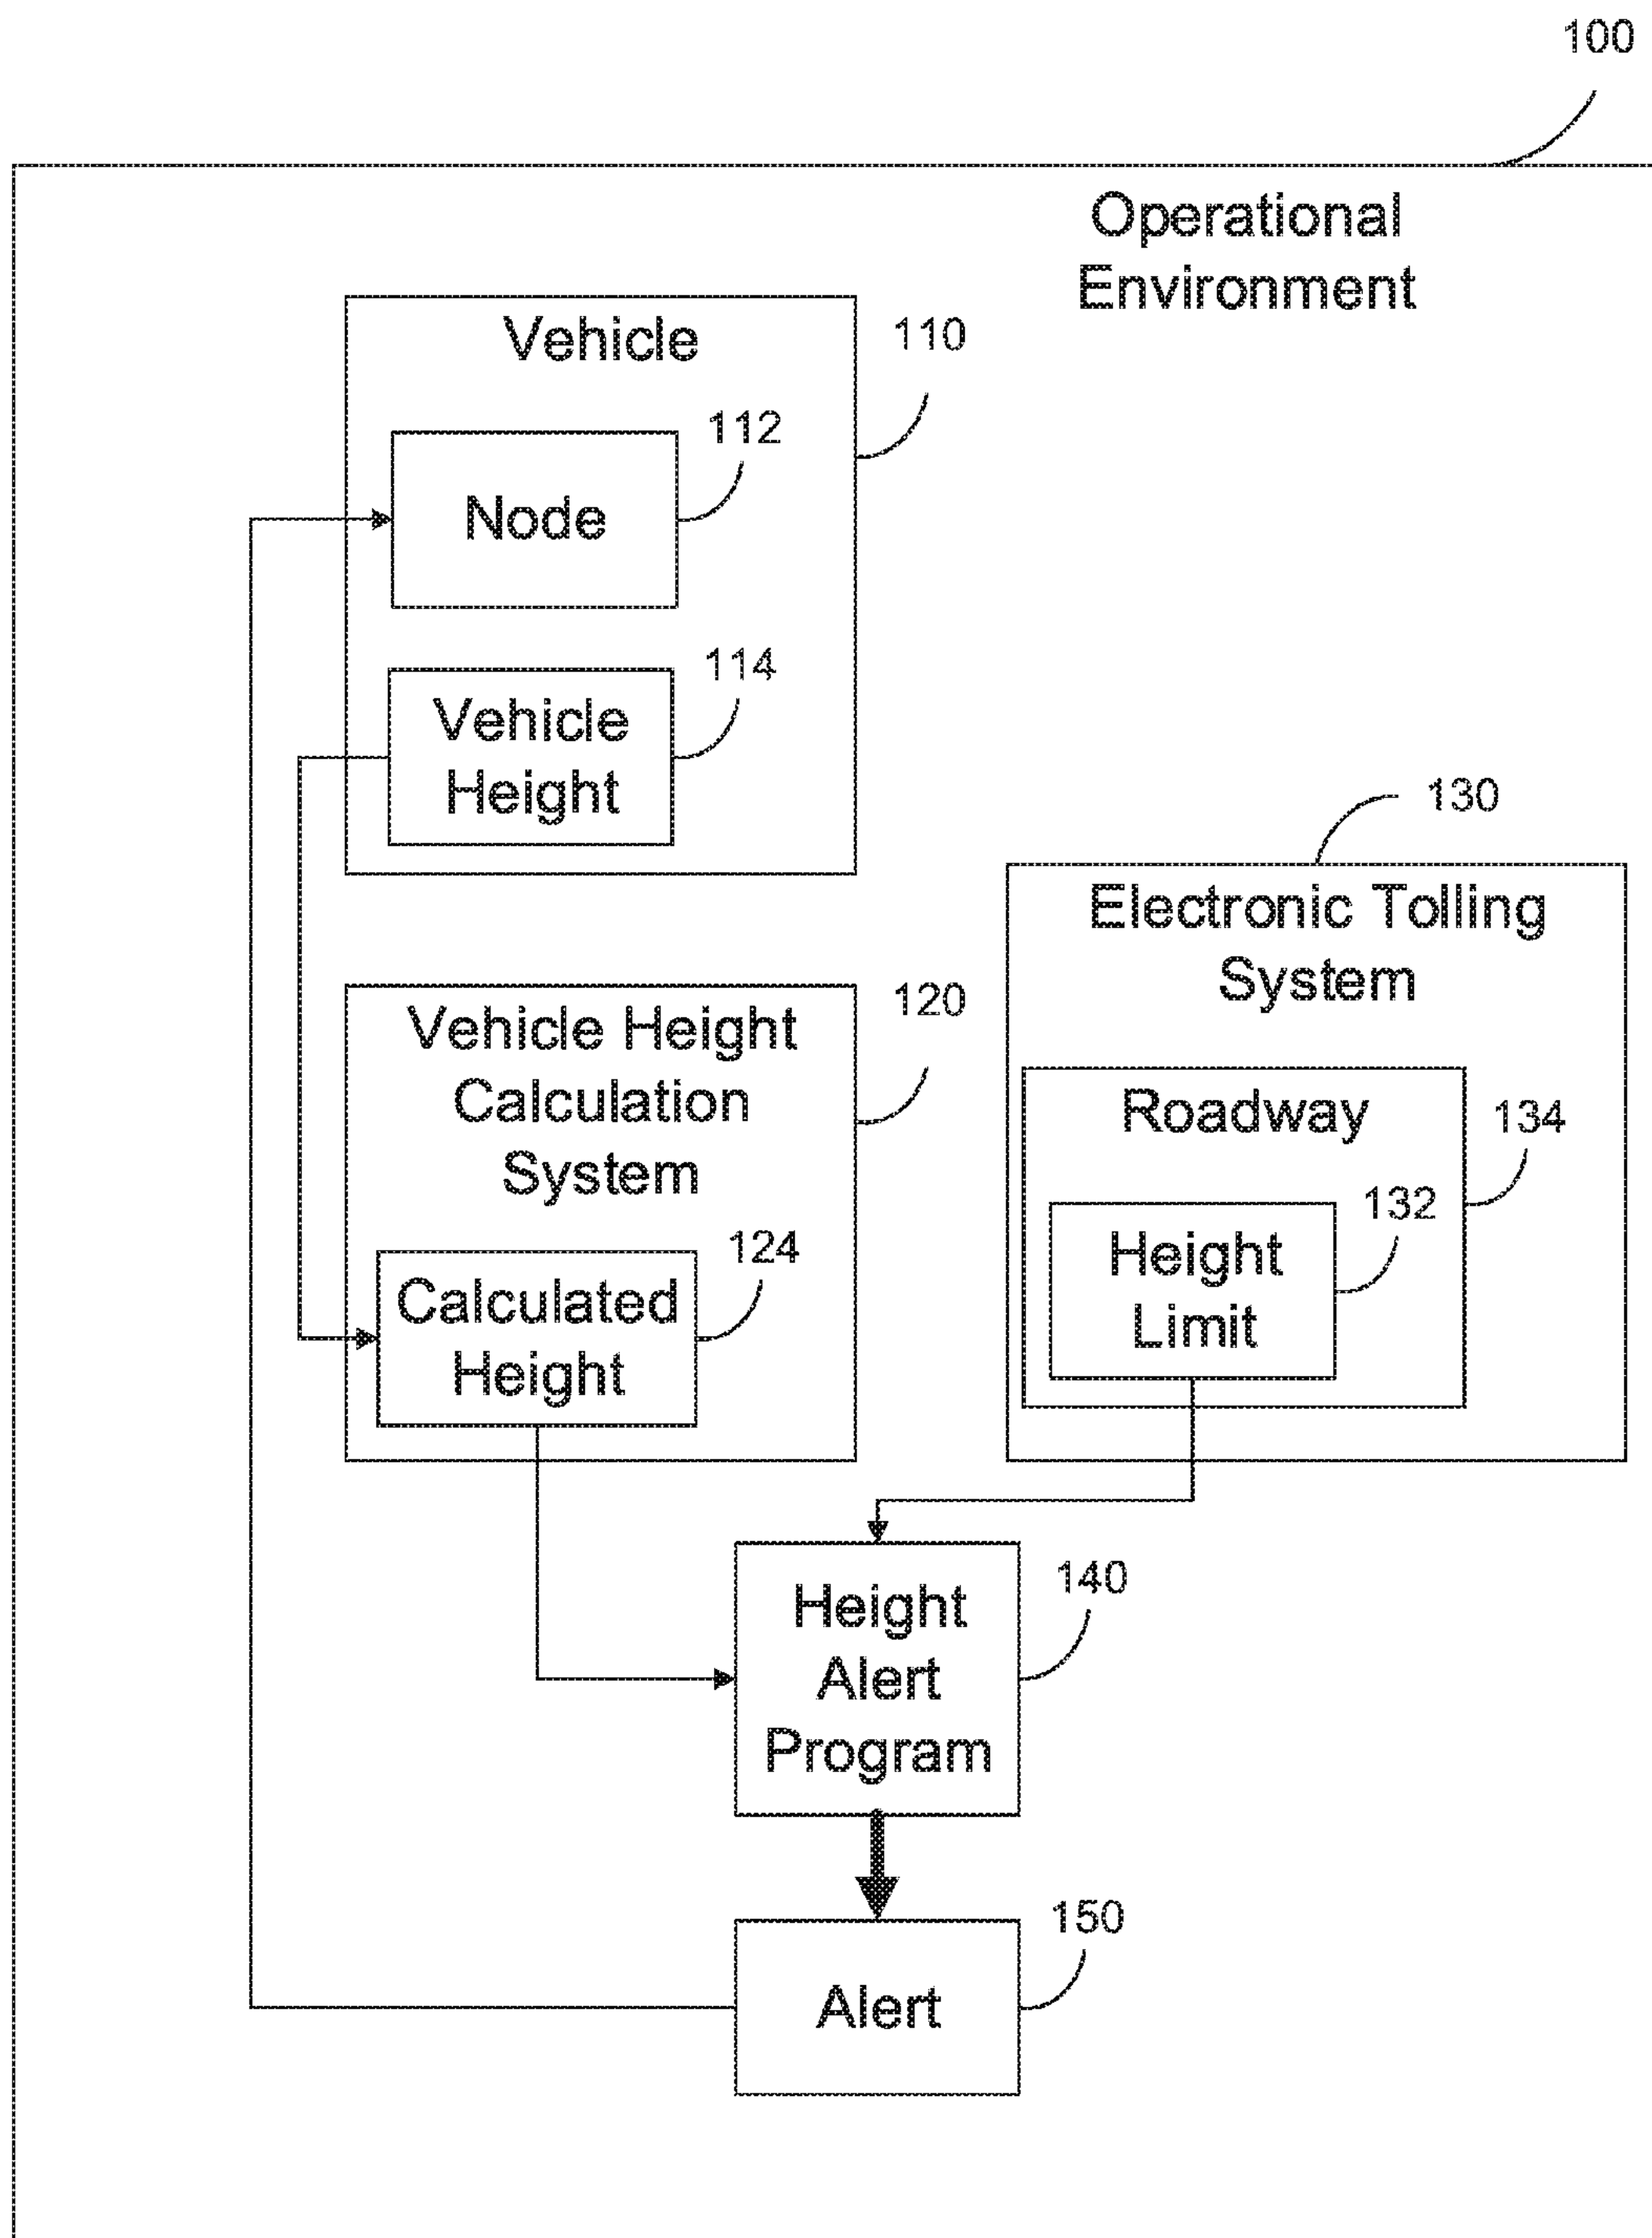 100
Operational
Environment
Vehicle
110
112
Node
114
Vehicle
Height
130
Electronic Tolling
System
120
Vehicle Height
Calculation
System
Roadway
134
132
Height
Limit
124
Calculated
Height
Height
Alert
Program
140
150
Alert